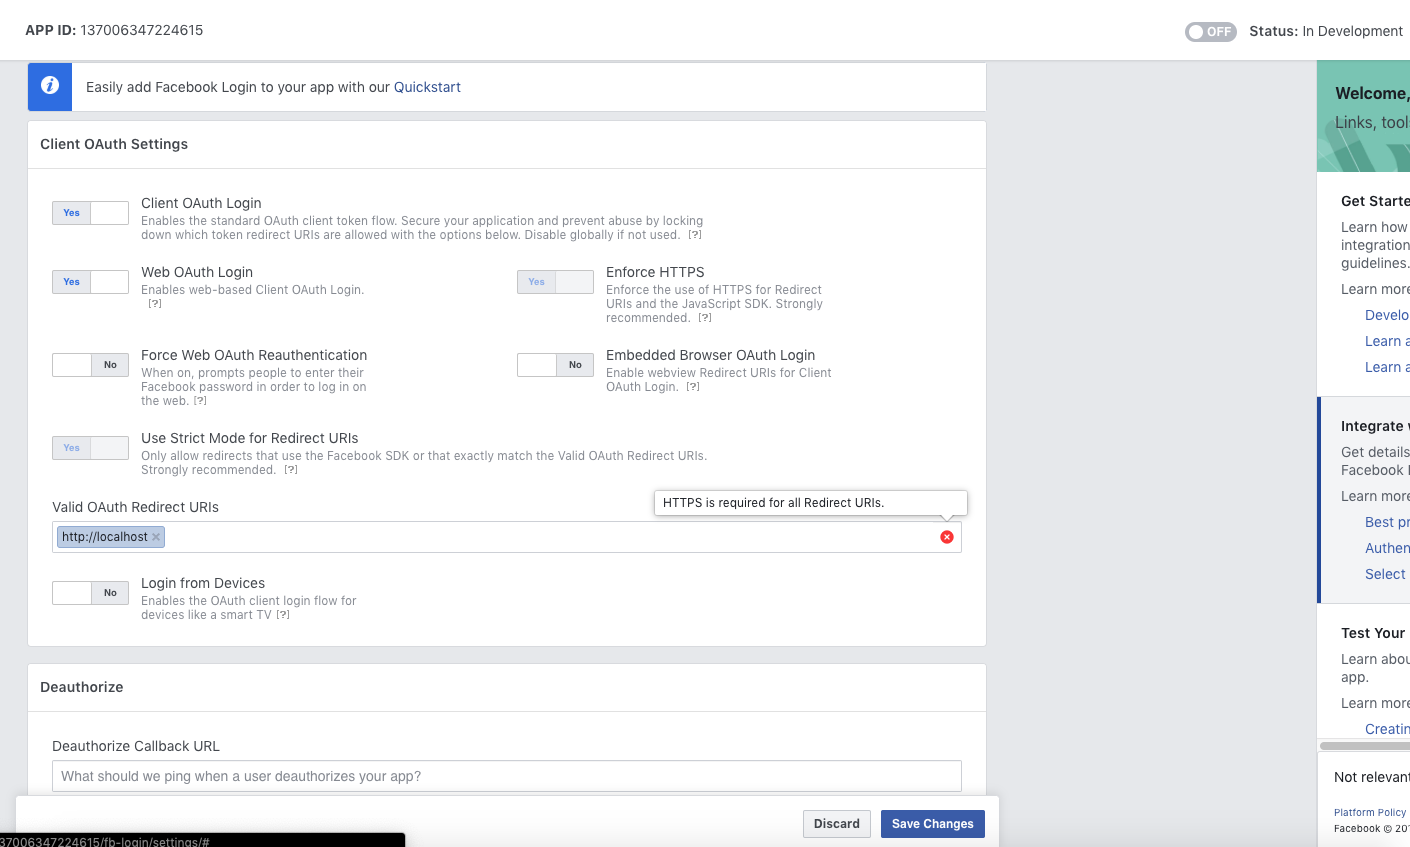 APP ID: 137006347224615
OFF Status: In Development
Easily add Facebook Login to your app with our Quickstart
Client OAuth Settings
Yes
Client OAuth Login
Enables the standard OAuth client token flow. Secure your application and prevent abuse by locking
down which token redirect URIs are allowed with the options below. Disable globally if not used. [?]
Yes
Web OAuth Login
Enables web-based Client OAuth Login.
[?]
Yes
Enforce HTTPS
Enforce the use of HTTPS for Redirect
URIs and the JavaScript SDK. Strongly
recommended. [?]
No
Force Web OAuth Reauthentication
When on, prompts people to enter their
Facebook password in order to log in on
the web. [?]
No
Embedded Browser OAuth Login
Enable webview Redirect URIs for Client
OAuth Login. [?]
Yes
Use Strict Mode for Redirect URIs
Only allow redirects that use the Facebook SDK or that exactly match the Valid OAuth Redirect URIs.
Strongly recommended. [?]
Valid OAuth Redirect URIs
HTTPS is required for all Redirect URIs.
http://localhost
No
Login from Devices
Enables the OAuth client login flow for
devices like a smart TV [?]
Deauthorize
Deauthorize Callback URL
What should we ping when a user deauthorizes your app?
Discard
Save Changes
37006347224615/fb-login/settings/#
Welcome,
Links, tool
Get Starte
Learn how
integration
guidelines.
Learn more
Develo
Learn a
Learn a
Integrate
Get details
Facebook
Learn more
Best pr
Authen
Select
Test Your
Learn abou
app.
Learn more
Creatin
Not relevant
Platform Policy
Facebook © 20